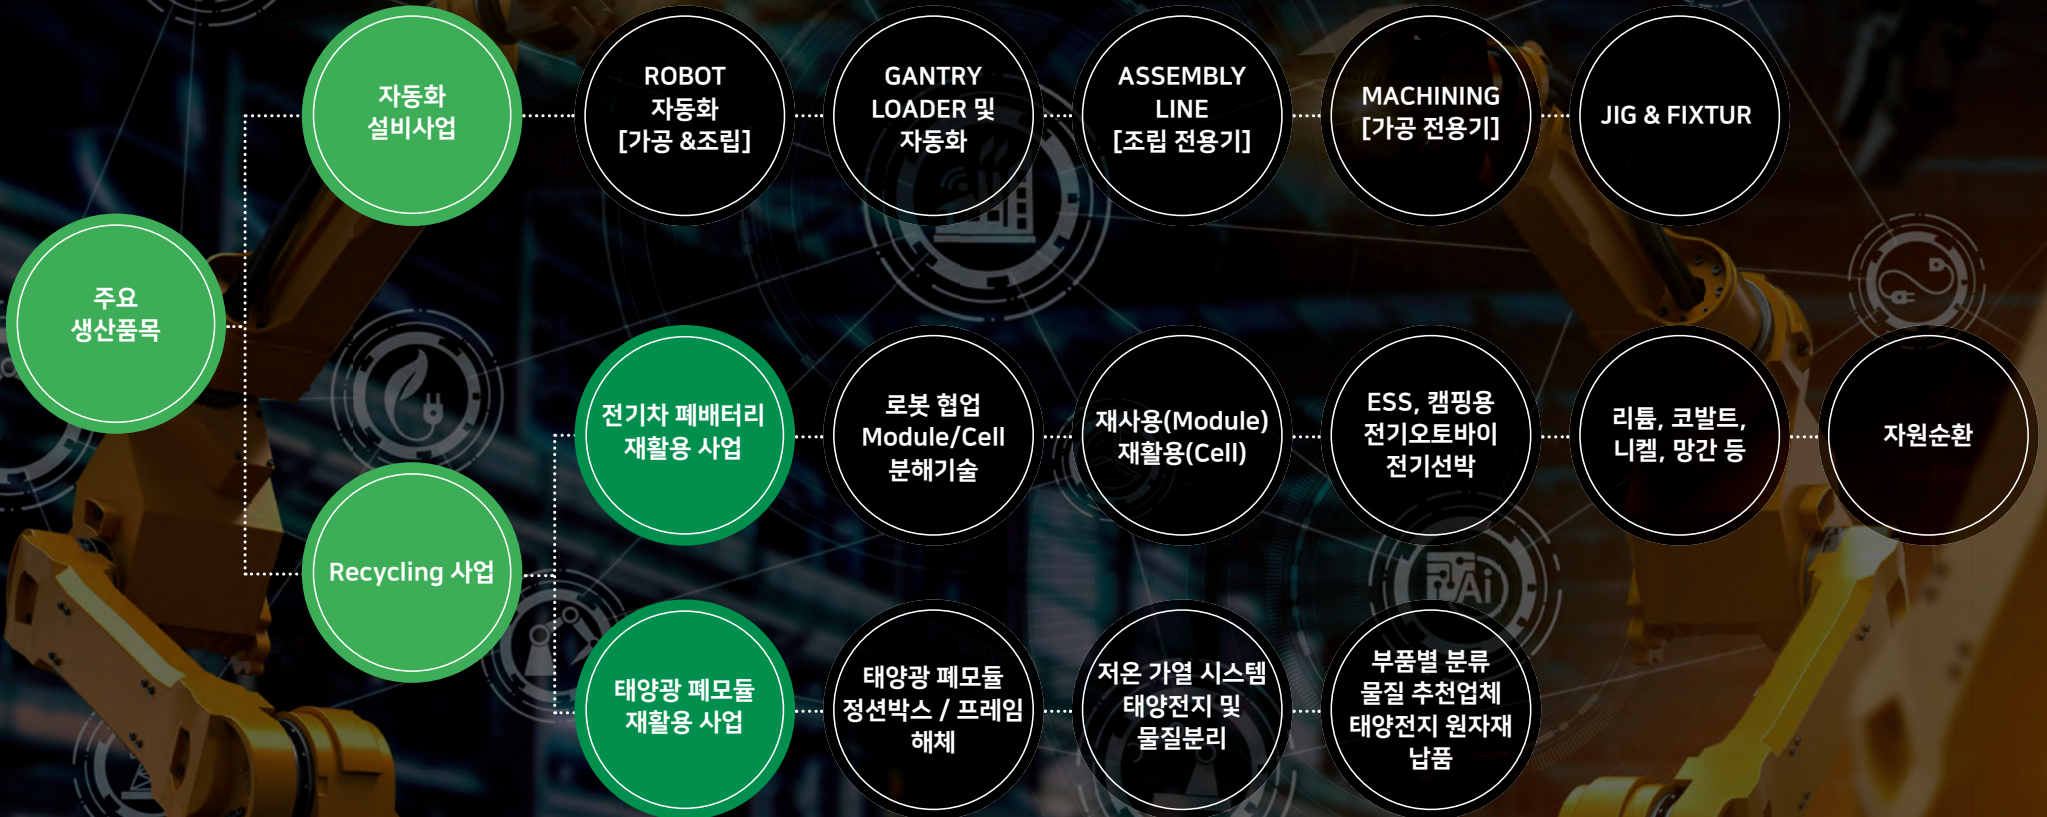 주요
생산품목
자동화
설비사업
ROBOT
자동화
[가공 &조립]
GANTRY
LOADER 및
자동화
ASSEMBLY
LINE
[조립 전용기]
MACHINING
[가공 전용기]
JIG & FIXTUR
Recycling 사업
전기차 폐배터리
재활용 사업
로봇 협업
Module/Cell
분해기술
재사용(Module)
재활용(Cell)
ESS, 캠핑용
전기오토바이
전기선박
리튬, 코발트,
니켈, 망간 등
자원순환
태양광 폐모듈
재활용 사업
태양광 폐모듈
정션박스 / 프레임
해체
저온 가열 시스템
태양전지 및
물질분리
부품별 분류
물질 추천업체
태양전지 원자재
납품
Ai